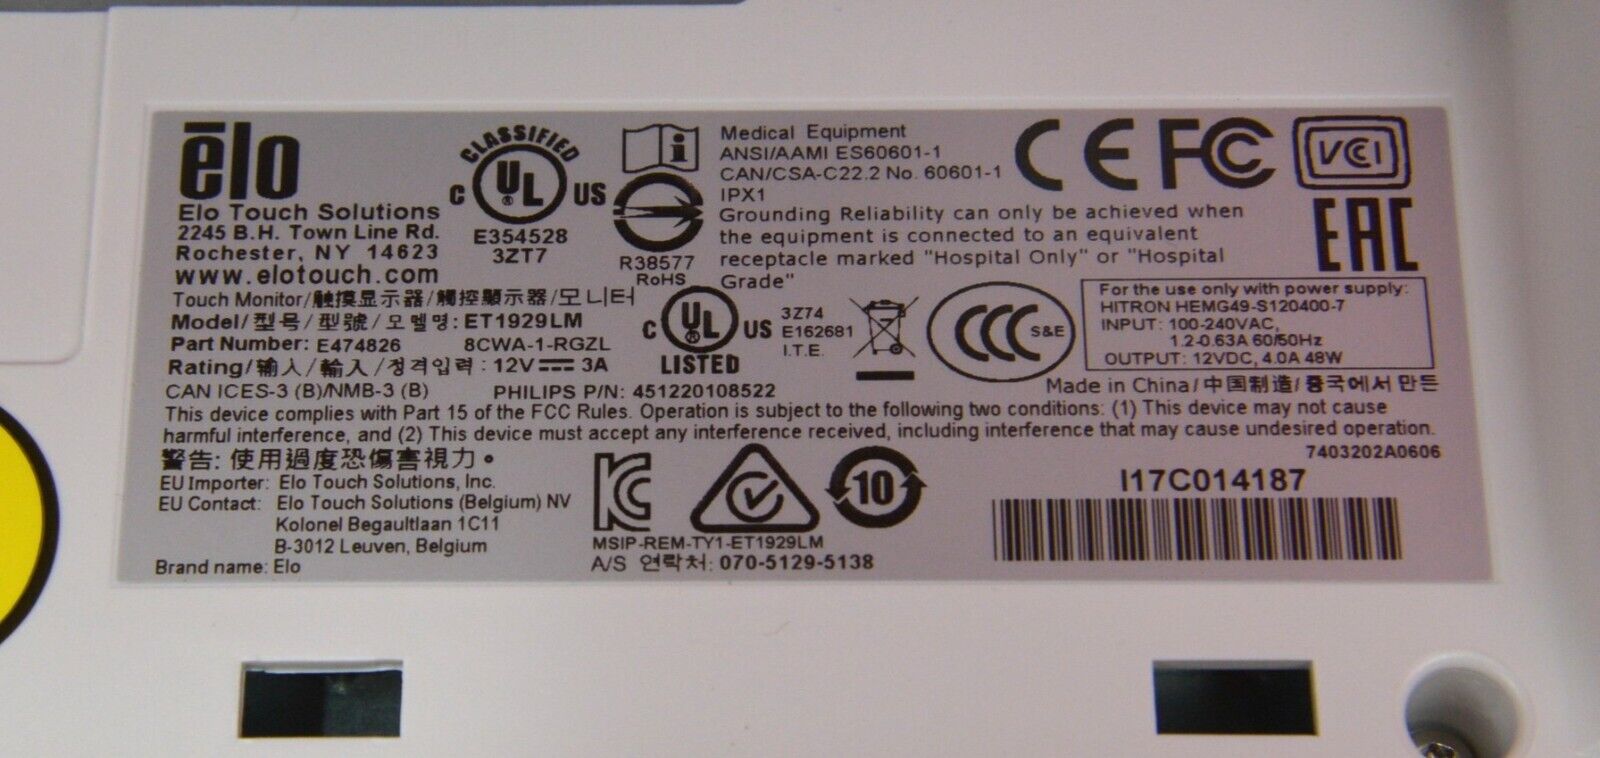 ēlo
Elo Touch Solutions
2245 B.H. Town Line Rd.
Rochester, NY 14623
www.elotouch.com
CLASSIFIED
C UL ® US
E354528
3ZT7
i
R38577
RoHS
Medical Equipment
ANSI/AAMI ES60601-1
CAN/CSA-C22.2 No. 60601-1
IPX1
Grounding Reliability can only be achieved when
the equipment is connected to an equivalent
receptacle marked "Hospital Only" or "Hospital
Grade"
CE FC VCCI
EAC
Touch Monitor/触摸显示器/觸控顯示器/모니터
Model/型号/型號/모델명: ET1929LM
Part Number: E474826 8CWA-1-RGZL
Rating/输入/輸入/정격입력: 12V 3A
CAN ICES-3 (B)/NMB-3 (B) PHILIPS P/N: 451220108522
C UL ® US
LISTED
3Z74
E162681
I.T.E.
CCC S&E
For the use only with power supply:
HITRON HEMG49-S120400-7
INPUT: 100-240VAC,
1.2-0.63A 60/50Hz
OUTPUT: 12VDC, 4.0A 48W
Made in China/中国制造/중국에서 만든
This device complies with Part 15 of the FCC Rules. Operation is subject to the following two conditions: (1) This device may not cause
harmful interference, and (2) This device must accept any interference received, including interference that may cause undesired operation.
7403202A0606
警告: 使用過度恐傷害視力。
EU Importer: Elo Touch Solutions, Inc.
EU Contact: Elo Touch Solutions (Belgium) NV
Kolonel Begaultlaan 1C11
B-3012 Leuven, Belgium
Brand name: Elo
KC
10
MSIP-REM-TY1-ET1929LM
A/S 연락처: 070-5129-5138
I17C014187